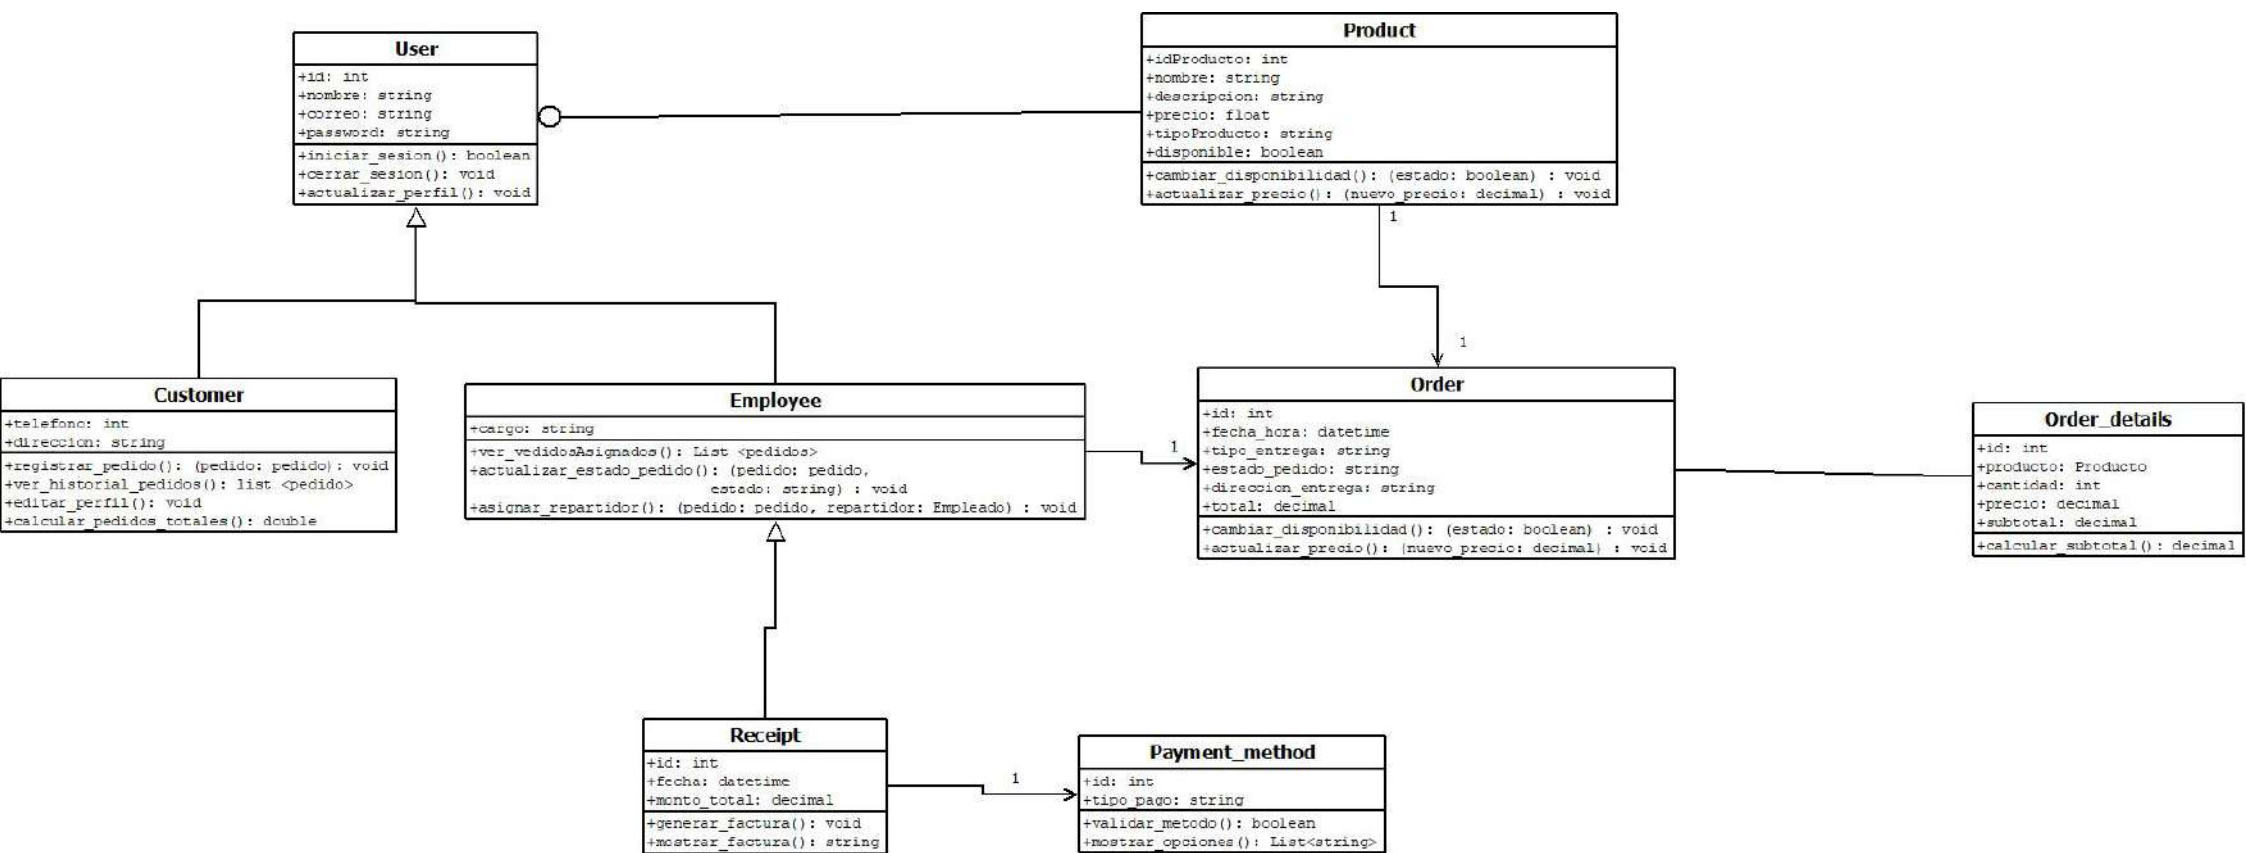 User
+id: int
+nombre: string
+correo: string
+password: string
+iniciar_sesion(): boolean
+cerrar_sesion(): void
+actualizar_perfil(): void
Product
+idProducto: int
+nombre: string
+descripcion: string
+precio: float
+tipoProducto: string
+disponible: boolean
+cambiar_disponibilidad(): (estado: boolean) : void
+actualizar_precio(): (nuevo_precio: decimal) : void
1
1
Customer
+telefono: int
+direccion: string
+registrar_pedido(): (pedido: pedido): void
+ver_historial_pedidos(): list <pedido>
+editar_perfil(): void
+calcular_pedidos_totales(): double
Employee
+cargo: string
+ver_vedidosAsignados(): List <pedidos>
+actualizar_estado_pedido(): (pedido: pedido,
estado: string) : void
+asignar_repartidor(): (pedido: pedido, repartidor: Empleado) : void
1
Order
+id: int
+fecha_hora: datetime
+tipo_entrega: string
+estado_pedido: string
+direccion_entrega: string
+total: decimal
+cambiar_disponibilidad(): (estado: boolean) : void
+actualizar_precio(): (nuevo_precio: decimal) : void
Order_details
+id: int
+producto: Producto
+cantidad: int
+precio: decimal
+subtotal: decimal
+calcular_subtotal(): decimal
Receipt
+id: int
+fecha: datetime
+monto_total: decimal
+generar_factura(): void
+mostrar_factura(): string
1
Payment_method
+id: int
+tipo_pago: string
+validar_metodo(): boolean
+mostrar_opciones(): List<string>